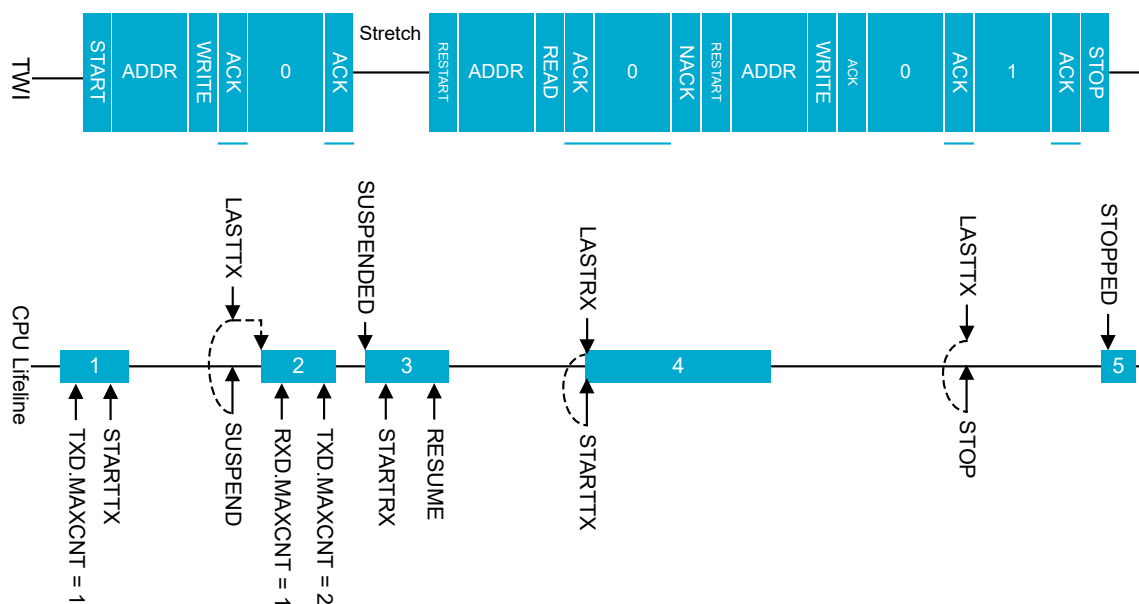 Stretch
TWI
START
ADDR
WRITE
ACK
0
ACK
RESTART
ADDR
READ
ACK
0
NACK
RESTART
ADDR
WRITE
ACK
0
ACK
1
ACK
STOP
LASTTX
SUSPENDED
LASTRX
LASTTX
STOPPED
CPU Lifeline
1
2
3
4
5
TXD.MAXCNT = 1
STARTTX
SUSPEND
RXD.MAXCNT = 1
TXD.MAXCNT = 2
STARTRX
RESUME
STARTTX
STOP